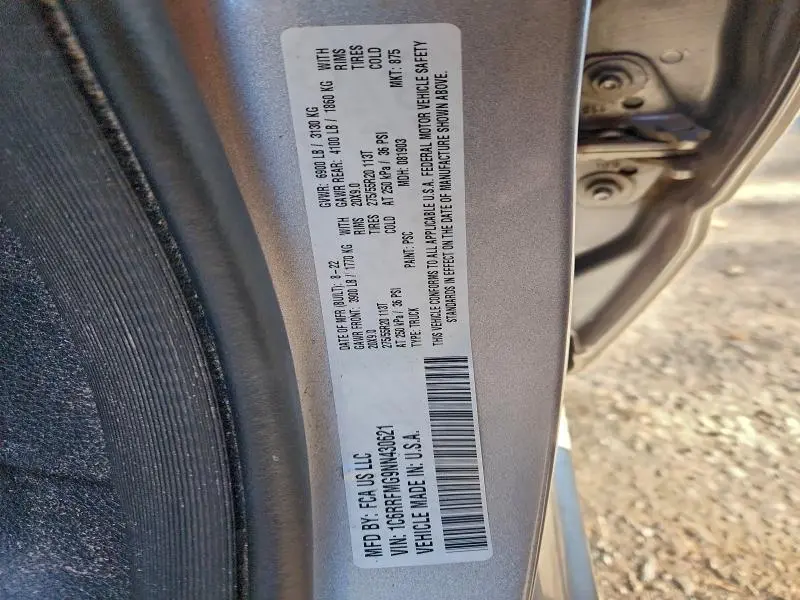 MFD BY: FCA US LLC
VIN: 1C6RRFMG9NN430621
VEHICLE MADE IN: U.S.A.
DATE OF MFR (BUILT): 8-22 GVWR: 6900 LB / 3130 KG
GAWR FRONT: 3900 LB / 1770 KG WITH GAWR REAR: 4100 LB / 1860 KG WITH
20X9.0 RIMS 20X9.0 RIMS
275/55R20 113T TIRES 275/55R20 113T TIRES
AT 250 kPa / 36 PSI COLD AT 250 kPa / 36 PSI COLD
TYPE: TRUCK PAINT: PSC MDH: 081903 MKT: 875
THIS VEHICLE CONFORMS TO ALL APPLICABLE U.S.A. FEDERAL MOTOR VEHICLE SAFETY
STANDARDS IN EFFECT ON THE DATE OF MANUFACTURE SHOWN ABOVE.